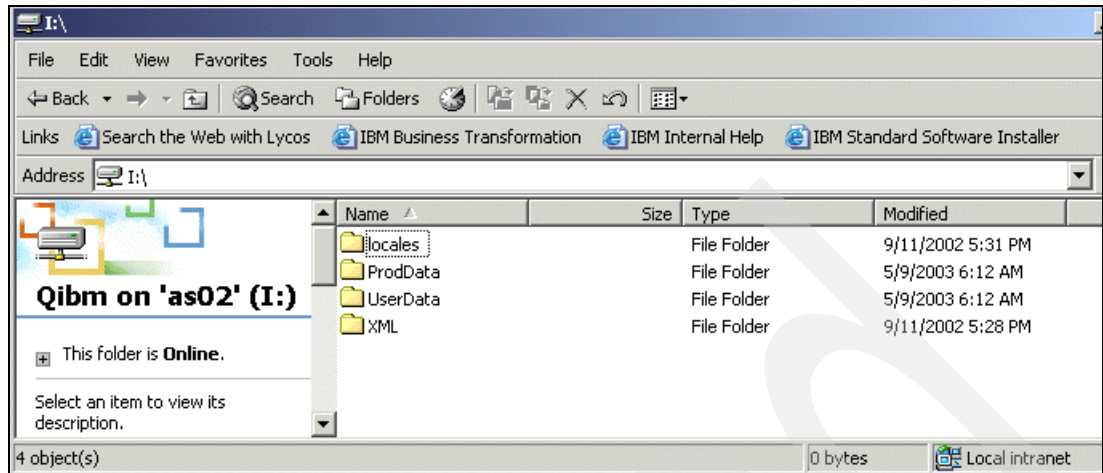 I:\
File Edit View Favorites Tools Help
Back Search Folders
Links Search the Web with Lycos IBM Business Transformation IBM Internal Help IBM Standard Software Installer
Address I:\
Name Size Type Modified
locales File Folder 9/11/2002 5:31 PM
ProdData File Folder 5/9/2003 6:12 AM
UserData File Folder 5/9/2003 6:12 AM
XML File Folder 9/11/2002 5:28 PM
Qibm on 'as02' (I:)
This folder is Online.
Select an item to view its
description.
4 object(s) 0 bytes Local intranet